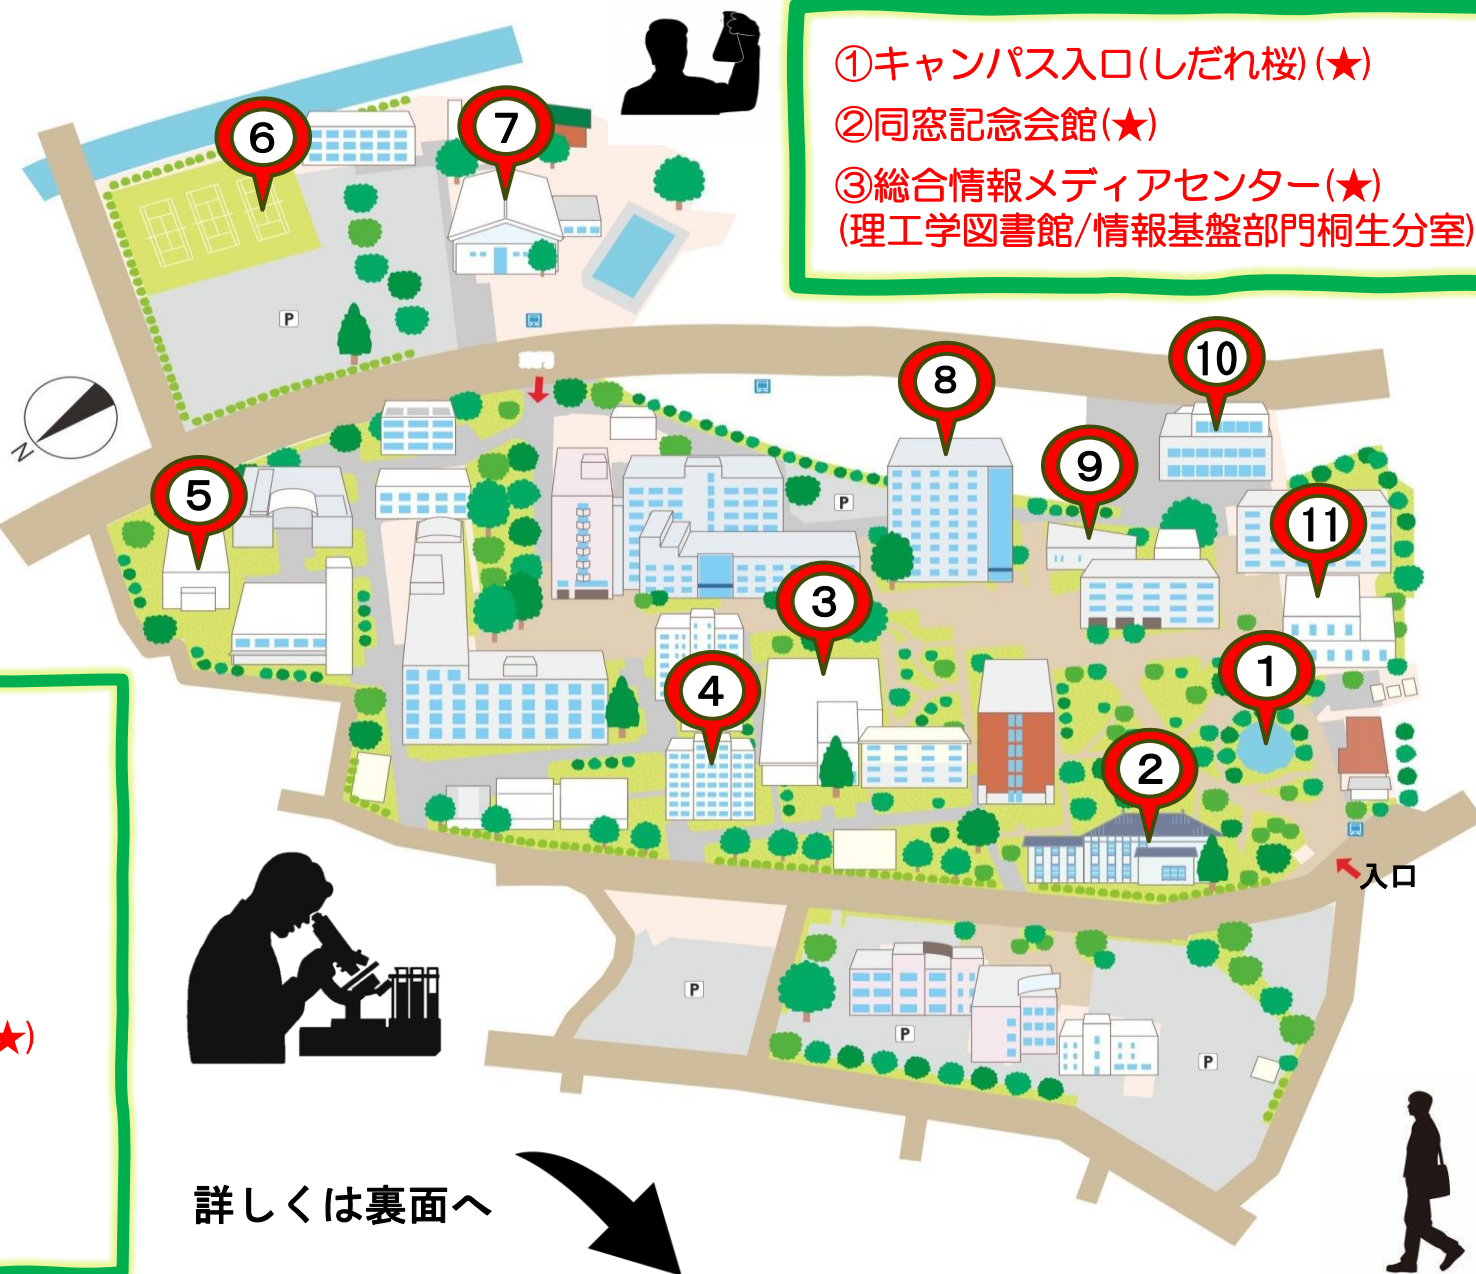 ①キャンパス入口(しだれ桜)(★)
②同窓記念会館(★)
③総合情報メディアセンター(★)
(理工学図書館/情報基盤部門桐生分室)
6
7
P
10
8
N
5
9
P
11
3
1
4
2
入口
P
P
P
★)
詳しくは裏面へ